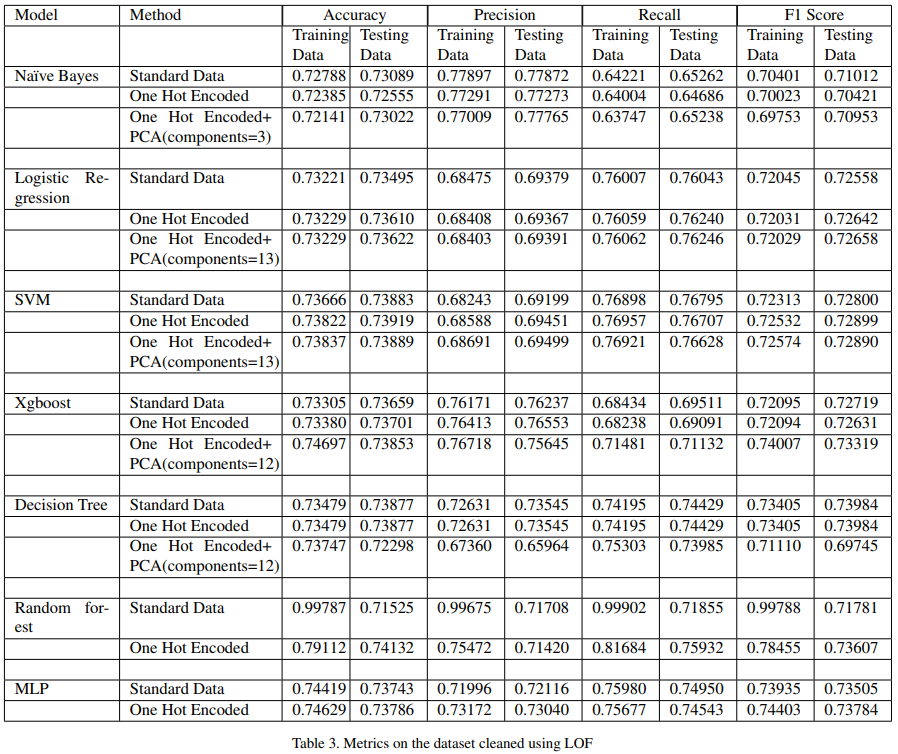 Model Method Accuracy Precision Recall F1 Score
Training Testing Training Testing Training Testing Training Testing
Data Data Data Data Data Data Data Data
Naïve Bayes Standard Data 0.72788 0.73089 0.77897 0.77872 0.64221 0.65262 0.70401 0.71012
One Hot Encoded 0.72385 0.72555 0.77291 0.77273 0.64004 0.64686 0.70023 0.70421
One Hot Encoded+ 0.72141 0.73022 0.77009 0.77765 0.63747 0.65238 0.69753 0.70953
PCA(components=3)
Logistic Re- Standard Data 0.73221 0.73495 0.68475 0.69379 0.76007 0.76043 0.72045 0.72558
gression
One Hot Encoded 0.73229 0.73610 0.68408 0.69367 0.76059 0.76240 0.72031 0.72642
One Hot Encoded+ 0.73229 0.73622 0.68403 0.69391 0.76062 0.76246 0.72029 0.72658
PCA(components=13)
SVM Standard Data 0.73666 0.73883 0.68243 0.69199 0.76898 0.76795 0.72313 0.72800
One Hot Encoded 0.73822 0.73919 0.68588 0.69451 0.76957 0.76707 0.72532 0.72899
One Hot Encoded+ 0.73837 0.73889 0.68691 0.69499 0.76921 0.76628 0.72574 0.72890
PCA(components=13)
Xgboost Standard Data 0.73305 0.73659 0.76171 0.76237 0.68434 0.69511 0.72095 0.72719
One Hot Encoded 0.73380 0.73701 0.76413 0.76553 0.68238 0.69091 0.72094 0.72631
One Hot Encoded+ 0.74697 0.73853 0.76718 0.75645 0.71481 0.71132 0.74007 0.73319
PCA(components=12)
Decision Tree Standard Data 0.73479 0.73877 0.72631 0.73545 0.74195 0.74429 0.73405 0.73984
One Hot Encoded 0.73479 0.73877 0.72631 0.73545 0.74195 0.74429 0.73405 0.73984
One Hot Encoded+ 0.73747 0.72298 0.67360 0.65964 0.75303 0.73985 0.71110 0.69745
PCA(components=12)
Random for- Standard Data 0.99787 0.71525 0.99675 0.71708 0.99902 0.71855 0.99788 0.71781
est
One Hot Encoded 0.79112 0.74132 0.75472 0.71420 0.81684 0.75932 0.78455 0.73607
MLP Standard Data 0.74419 0.73743 0.71996 0.72116 0.75980 0.74950 0.73935 0.73505
One Hot Encoded 0.74629 0.73786 0.73172 0.73040 0.75677 0.74543 0.74403 0.73784
Table 3. Metrics on the dataset cleaned using LOF